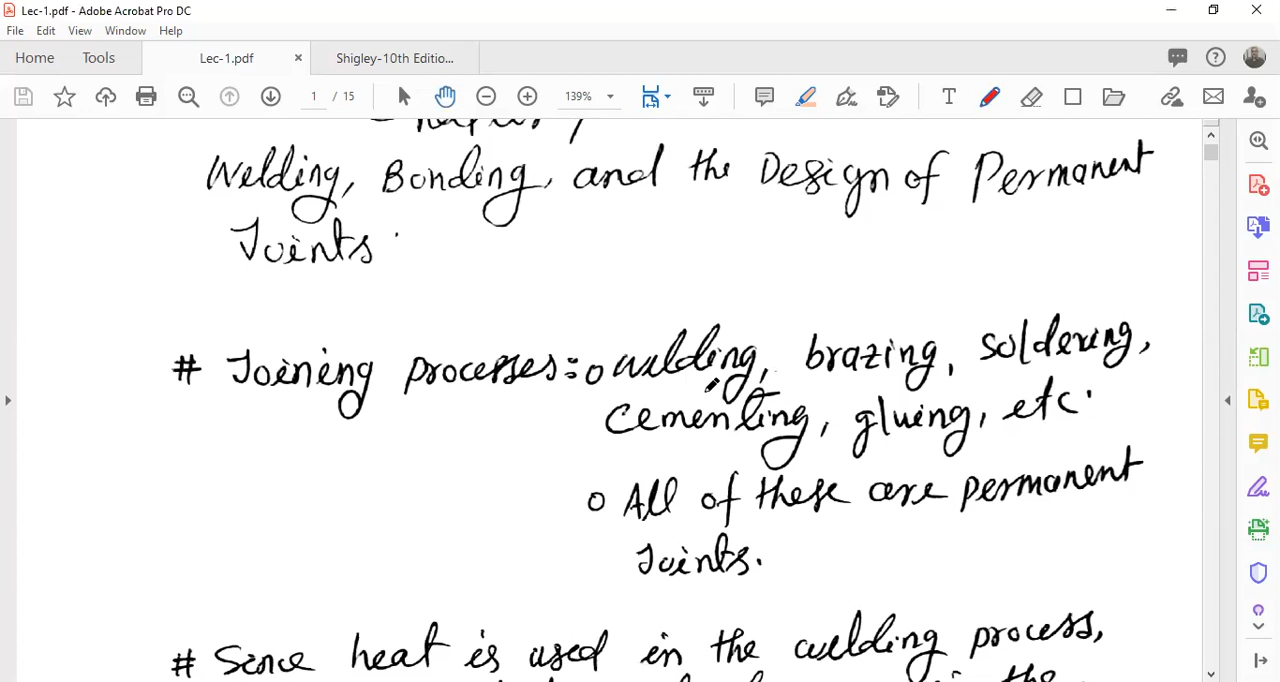 Lec-1.pdf - Adobe Acrobat Pro DC
File Edit View Window Help
Home Tools Lec-1.pdf × Shigley-10th Editio...
1 / 15 139%
Welding, Bonding, and the Design of Permanent
Joints.
# Joining processes: o welding, brazing, soldering,
cementing, gluing, etc.
o All of these are permanent
Joints.
# Since heat is used in the welding process,
in the